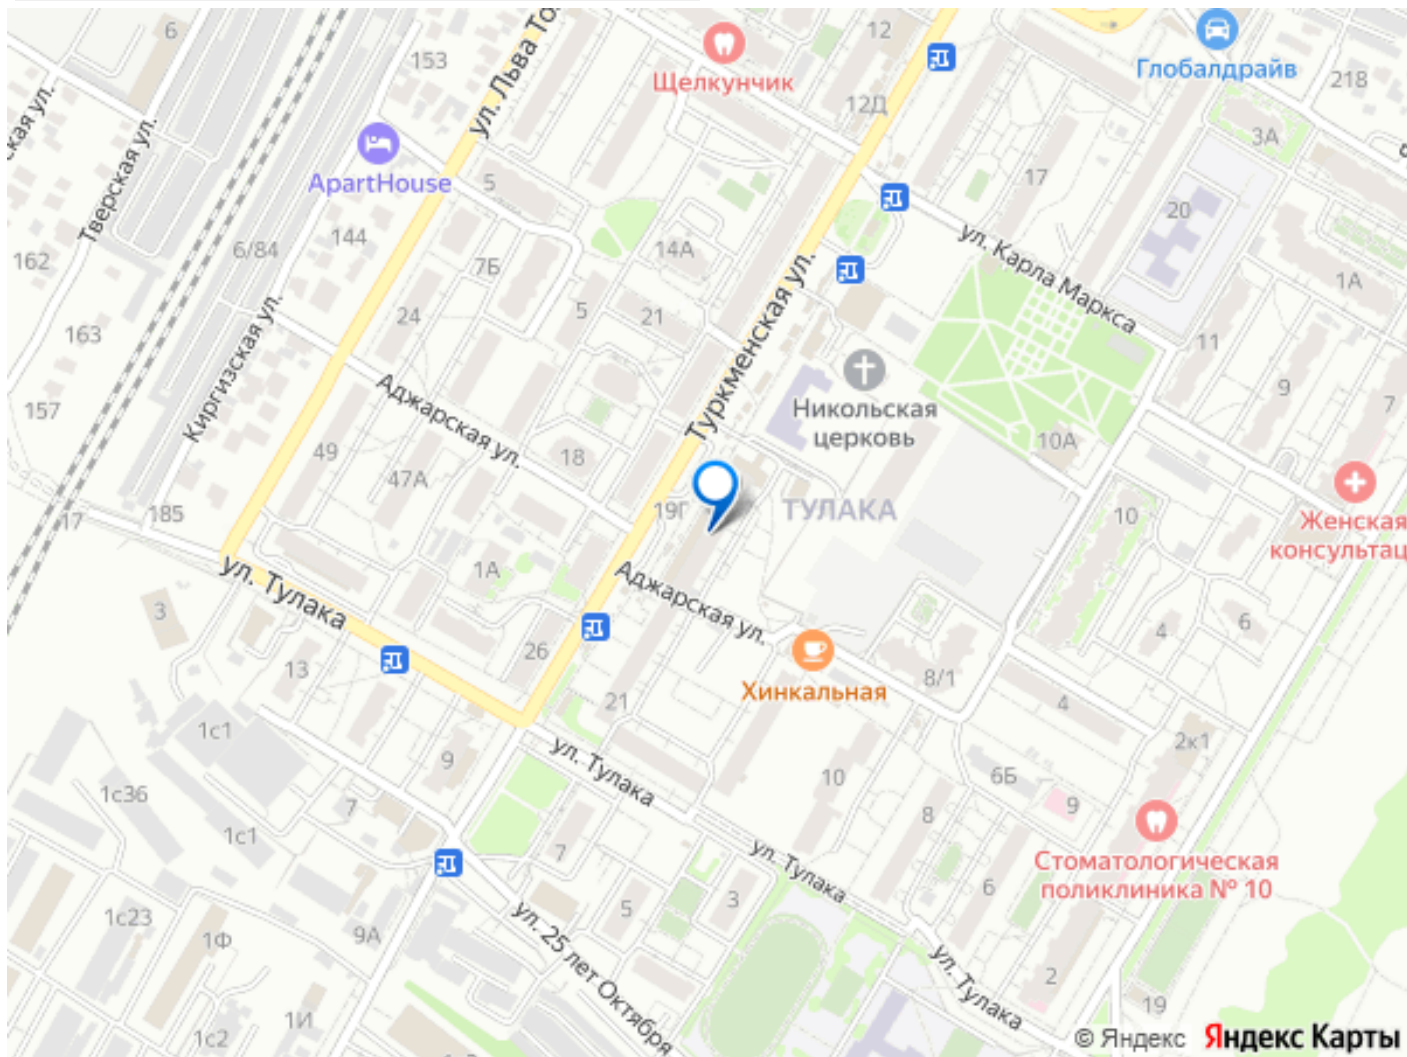 6
153
ул. Льва То
12
Щелкунчик
12Д
Глобалдрайв
218
3А
ская ул.
Тверская ул.
ApartHouse
5
17
20
144
6/84
162
7Б
14А
ул. Карла Маркса
1А
163
24
5
21
Туркменская ул.
11
Киргизская ул.
157
Аджарская ул.
Никольская
церковь
9
7
10А
49
47А
18
185
17
19Г
ТУЛАКА
10
Женская
консультац
ул. Тулака
1А
Аджарская ул.
3
26
13
Хинкальная
8/1
4
6
4
21
1с1
9
2к1
ул. Тулака
6Б
10
9
1с36
7
1с1
8
7
ул. Тулака
Стоматологическая
поликлиника № 10
6
3
5
1с23
9А
1Ф
ул. 25 лет Октября
ул. Тулака
2
19
1И
1с2
© Яндекс Яндекс Карты